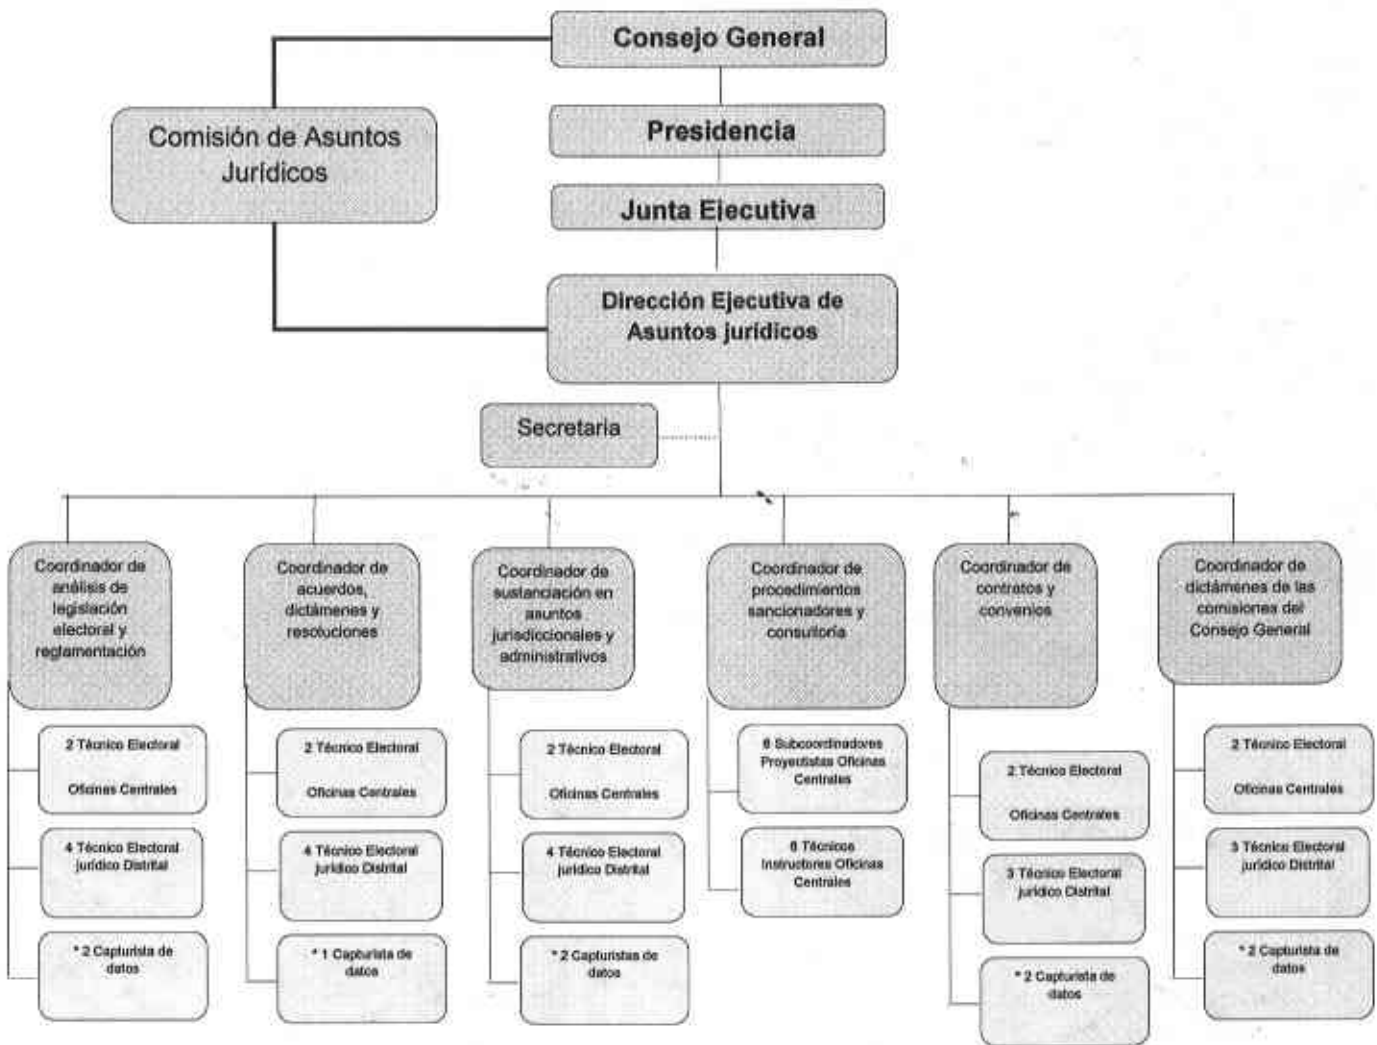 Consejo General
Comisión de Asuntos
Jurídicos
Presidencia
Junta Ejecutiva
Dirección Ejecutiva de
Asuntos jurídicos
Secretaria
Coordinador de
análisis de
legislación
electoral y
reglamentación
2 Técnico Electoral
Oficinas Centrales
4 Técnico Electoral
jurídico Distrital
* 2 Capturista de
datos
Coordinador de
acuerdos,
dictámenes y
resoluciones
2 Técnico Electoral
Oficinas Centrales
4 Técnico Electoral
jurídico Distrital
* 1 Capturista de
datos
Coordinador de
sustanciación en
asuntos
jurisdiccionales y
administrativos
2 Técnico Electoral
Oficinas Centrales
4 Técnico Electoral
jurídico Distrital
* 2 Capturistas de
datos
Coordinador de
procedimientos
sancionadores y
consultoría
6 Subcoordinadores
Proyectistas Oficinas
Centrales
6 Técnicos
Instructores Oficinas
Centrales
Coordinador de
contratos y
convenios
2 Técnico Electoral
Oficinas Centrales
3 Técnico Electoral
jurídico Distrital
* 2 Capturista de
datos
Coordinador de
dictámenes de las
comisiones del
Consejo General
2 Técnico Electoral
Oficinas Centrales
3 Técnico Electoral
jurídico Distrital
* 2 Capturista de
datos